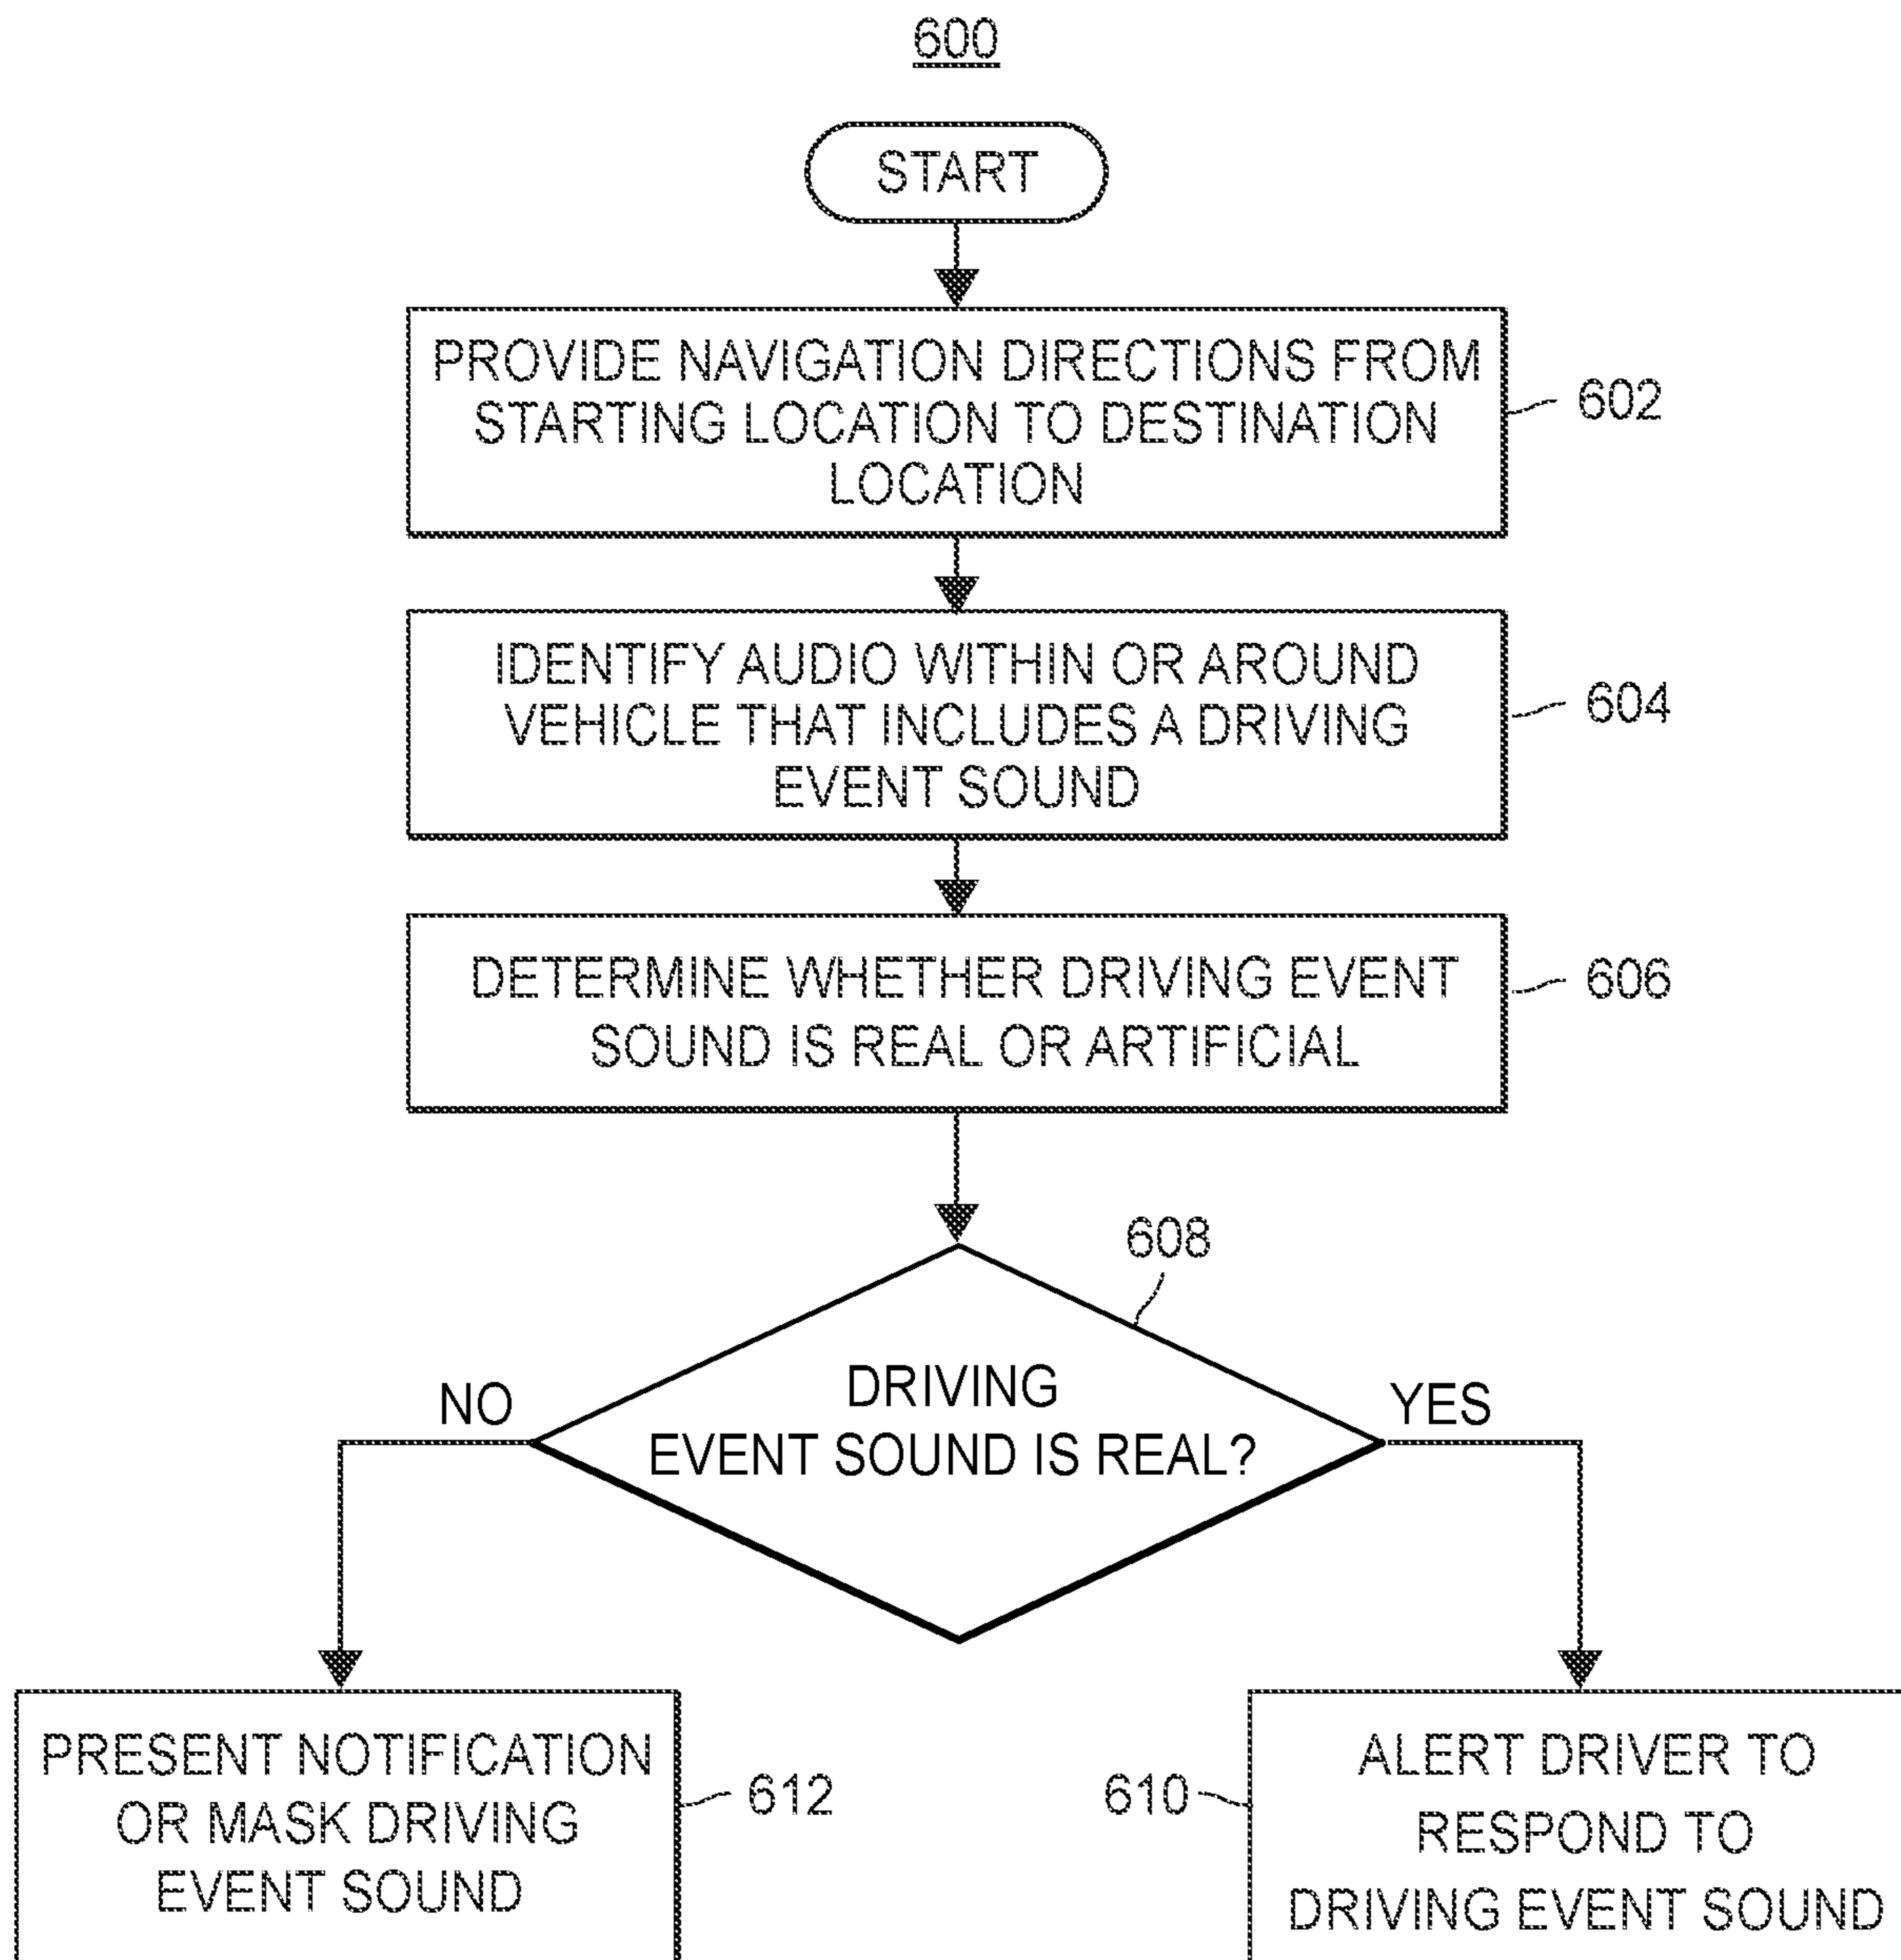 600
START
PROVIDE NAVIGATION DIRECTIONS FROM
STARTING LOCATION TO DESTINATION
LOCATION
602
IDENTIFY AUDIO WITHIN OR AROUND
VEHICLE THAT INCLUDES A DRIVING
EVENT SOUND
604
DETERMINE WHETHER DRIVING EVENT
SOUND IS REAL OR ARTIFICIAL
606
608
DRIVING
EVENT SOUND IS REAL?
NO
YES
PRESENT NOTIFICATION
OR MASK DRIVING
EVENT SOUND
612
610
ALERT DRIVER TO
RESPOND TO
DRIVING EVENT SOUND